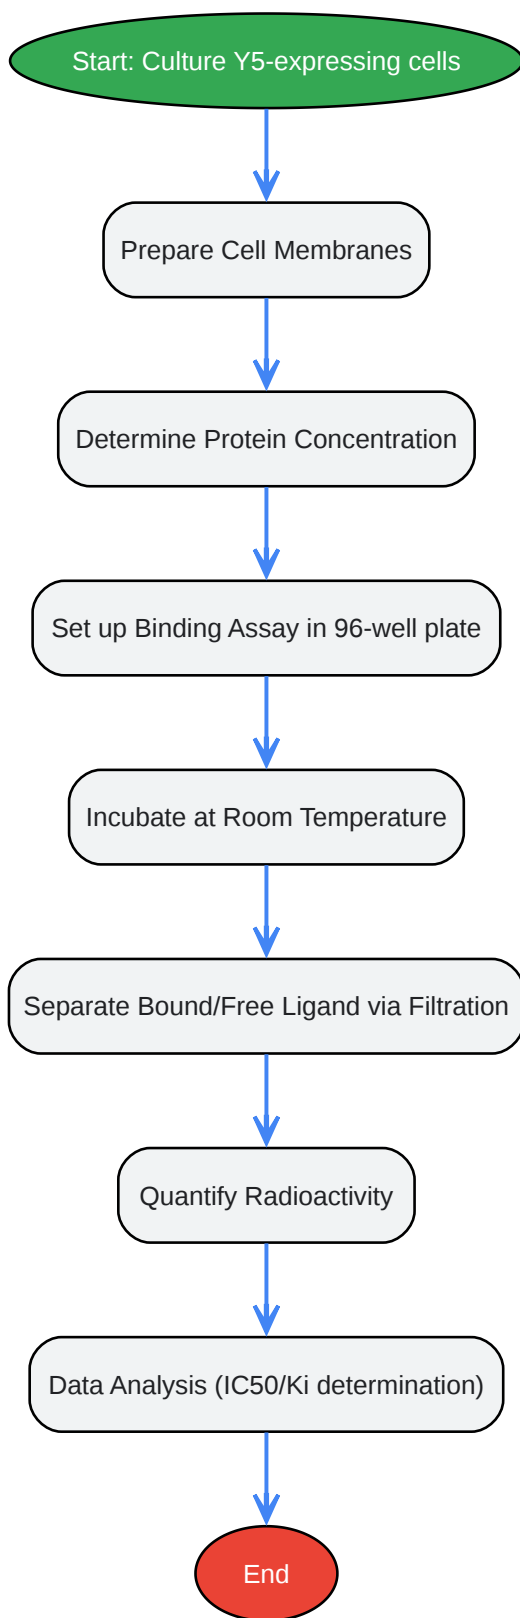 Start: Culture Y5-expressing cells
Prepare Cell Membranes
Determine Protein Concentration
Set up Binding Assay in 96-well plate
Incubate at Room Temperature
Separate Bound/Free Ligand via Filtration
Quantify Radioactivity
Data Analysis (IC50/Ki determination)
End